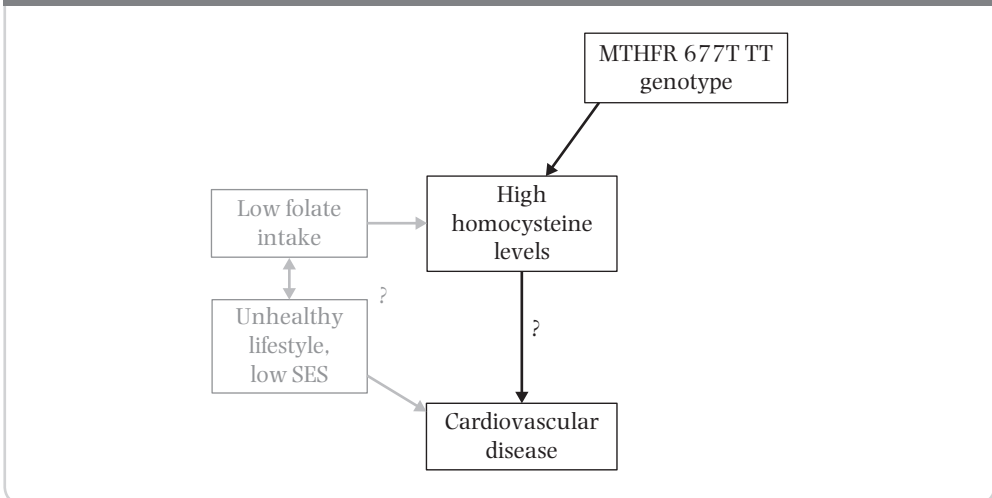 MTHFR 677T TT
genotype
High
homocysteine
levels
Low folate
intake
?
Unhealthy
lifestyle,
low SES
?
Cardiovascular
disease